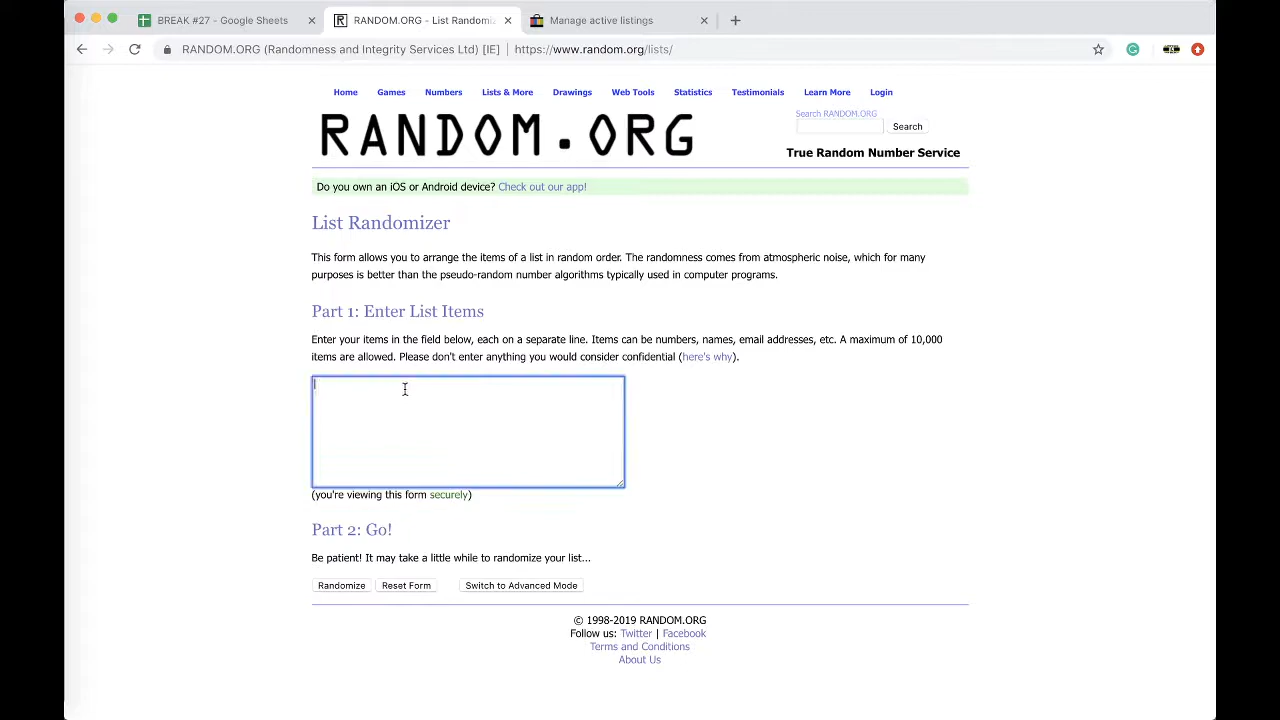 BREAK #27 - Google Sheets
RANDOM.ORG - List Randomiz
Manage active listings
RANDOM.ORG (Randomness and Integrity Services Ltd) [IE] | https://www.random.org/lists/
Home Games Numbers Lists & More Drawings Web Tools Statistics Testimonials Learn More Login
RANDOM.ORG
Search RANDOM.ORG
Search
True Random Number Service
Do you own an iOS or Android device? Check out our app!
List Randomizer
This form allows you to arrange the items of a list in random order. The randomness comes from atmospheric noise, which for many
purposes is better than the pseudo-random number algorithms typically used in computer programs.
Part 1: Enter List Items
Enter your items in the field below, each on a separate line. Items can be numbers, names, email addresses, etc. A maximum of 10,000
items are allowed. Please don't enter anything you would consider confidential (here's why).
(you're viewing this form securely)
Part 2: Go!
Be patient! It may take a little while to randomize your list...
Randomize Reset Form Switch to Advanced Mode
© 1998-2019 RANDOM.ORG
Follow us: Twitter | Facebook
Terms and Conditions
About Us